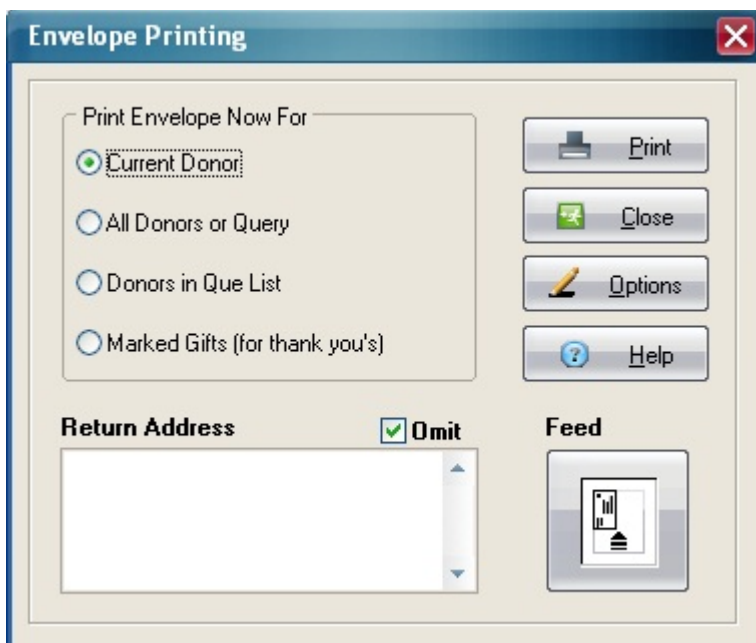 Envelope Printing
Print Envelope Now For
Current Donor
All Donors or Query
Donors in Que List
Marked Gifts (for thank you's)
Print
Close
Options
Help
Return Address
Omit
Feed